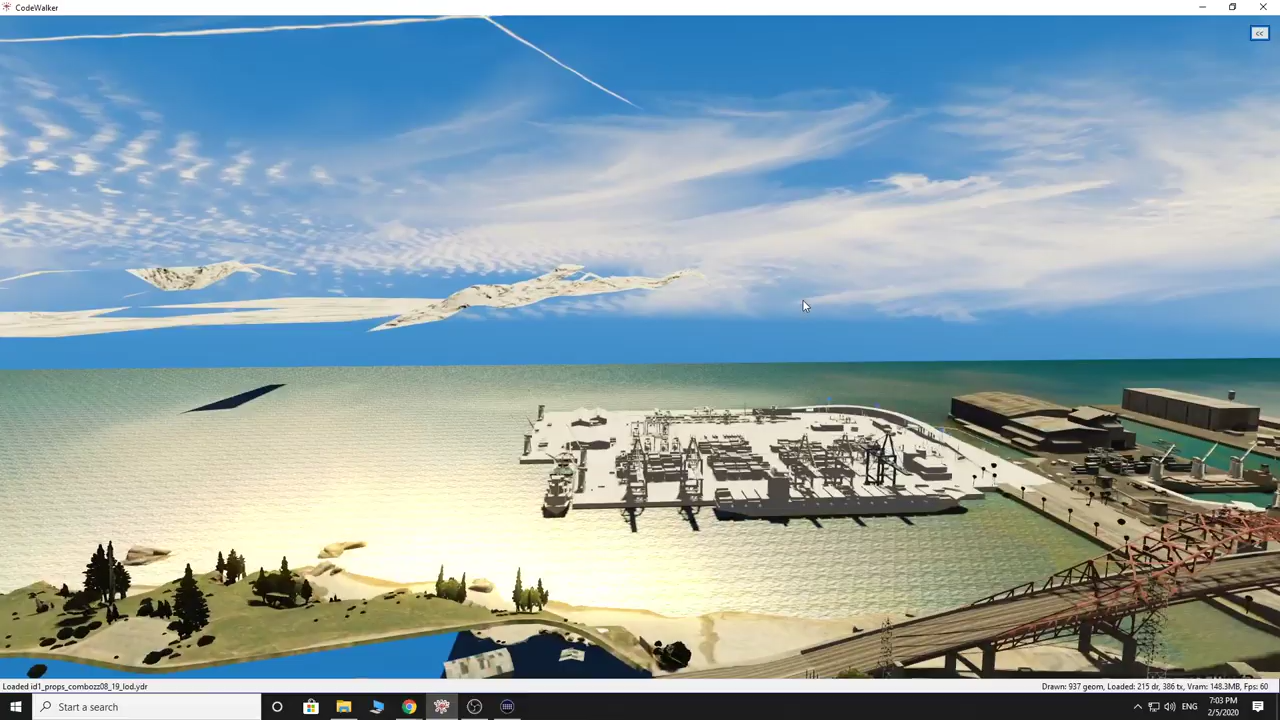 CodeWalker
<<
Loaded id1_props_combozz08_19_lod.ydr
Drawn: 937 geom, Loaded: 215 dr, 386 tx, Vram: 148.3MB, Fps: 60
Start a search
ENG
7:03 PM
2/5/2020